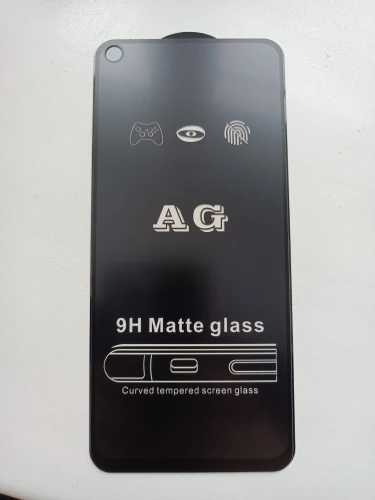 AG
9H Matte glass
Curved tempered screen glass